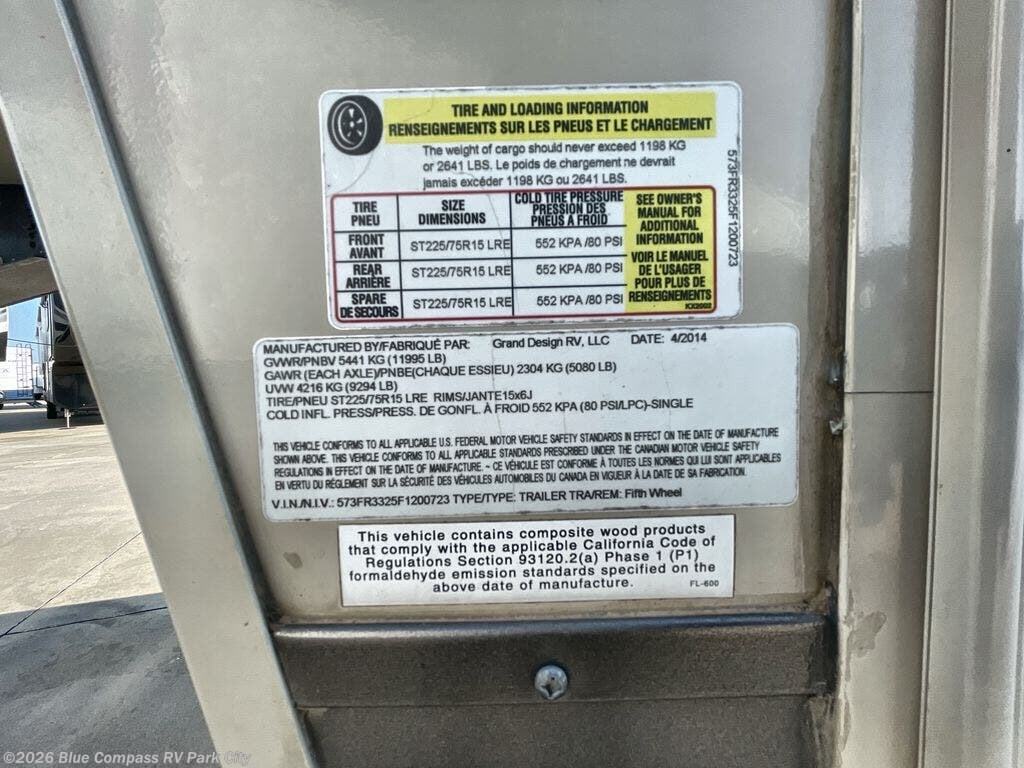 TIRE AND LOADING INFORMATION
RENSEIGNEMENTS SUR LES PNEUS ET LE CHARGEMENT
The weight of cargo should never exceed 1198 KG
or 2641 LBS. Le poids de chargement ne devrait
jamais excéder 1198 KG ou 2641 LBS.
TIRE PNEU SIZE DIMENSIONS COLD TIRE PRESSURE PRESSION DES PNEUS A FROID
FRONT AVANT ST225/75R15 LRE 552 KPA /80 PSI
REAR ARRIÈRE ST225/75R15 LRE 552 KPA /80 PSI
SPARE DE SECOURS ST225/75R15 LRE 552 KPA /80 PSI
SEE OWNER'S
MANUAL FOR
ADDITIONAL
INFORMATION
VOIR LE MANUEL
DE L'USAGER
POUR PLUS DE
RENSEIGNEMENTS
KX2002
573FR3325F1200723
MANUFACTURED BY/FABRIQUÉ PAR: Grand Design RV, LLC DATE: 4/2014
GVWR/PNBV 5441 KG (11995 LB)
GAWR (EACH AXLE)/PNBE(CHAQUE ESSIEU) 2304 KG (5080 LB)
UVW 4216 KG (9294 LB)
TIRE/PNEU ST225/75R15 LRE RIMS/JANTE15x6J
COLD INFL. PRESS/PRESS. DE GONFL. À FROID 552 KPA (80 PSI/LPC)-SINGLE
THIS VEHICLE CONFORMS TO ALL APPLICABLE U.S. FEDERAL MOTOR VEHICLE SAFETY STANDARDS IN EFFECT ON THE DATE OF MANUFACTURE
SHOWN ABOVE. THIS VEHICLE CONFORMS TO ALL APPLICABLE STANDARDS PRESCRIBED UNDER THE CANADIAN MOTOR VEHICLE SAFETY
REGULATIONS IN EFFECT ON THE DATE OF MANUFACTURE. ~ CE VÉHICULE EST CONFORME À TOUTES LES NORMES QUI LUI SONT APPLICABLES
EN VERTU DU RÉGLEMENT SUR LA SÉCURITÉ DES VÉHICULES AUTOMOBILES DU CANADA EN VIGUEUR À LA DATE DE SA FABRICATION.
V.I.N./N.I.V.: 573FR3325F1200723 TYPE/TYPE: TRAILER TRA/REM: Fifth Wheel
This vehicle contains composite wood products
that comply with the applicable California Code of
Regulations Section 93120.2(a) Phase 1 (P1)
formaldehyde emission standards specified on the
above date of manufacture.
FL-600
©2026 Blue Compass RV Park City